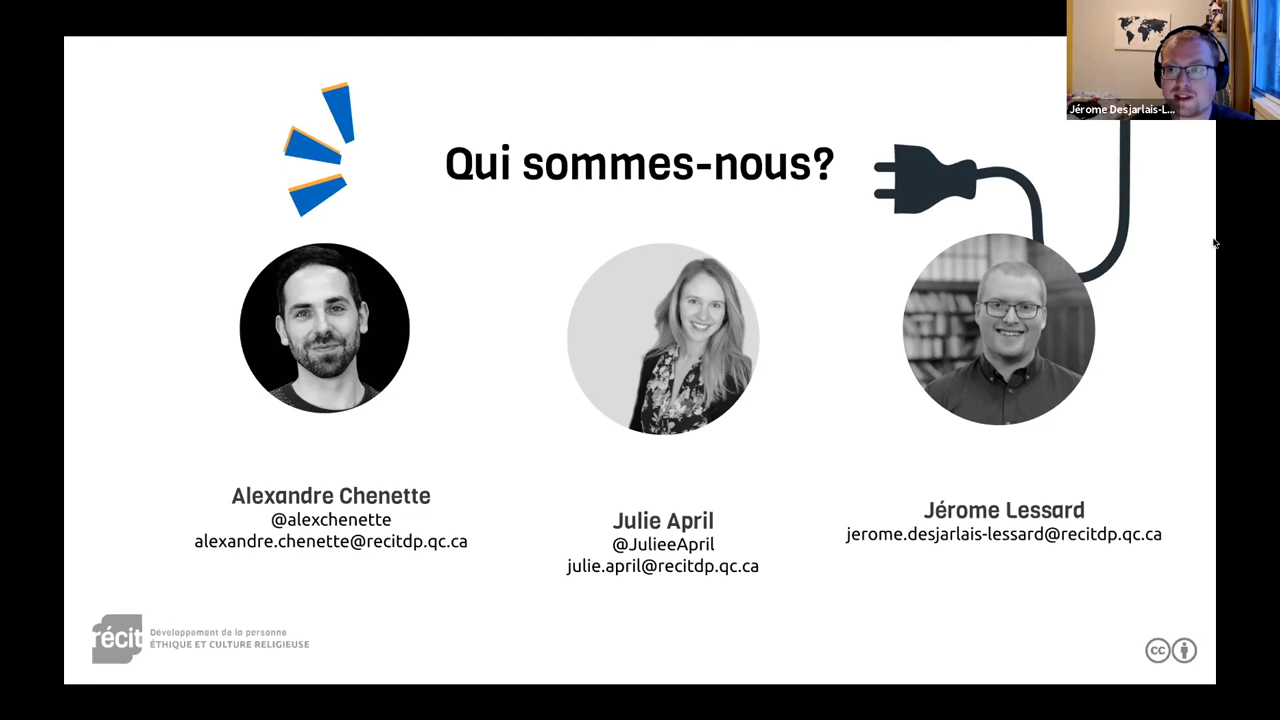 Jérome Desjarlais-L...
Qui sommes-nous?
Alexandre Chenette
@alexchenette
alexandre.chenette@recitdp.qc.ca
Julie April
@JulieeApril
julie.april@recitdp.qc.ca
Jérome Lessard
jerome.desjarlais-lessard@recitdp.qc.ca
récit
Développement de la personne
ÉTHIQUE ET CULTURE RELIGIEUSE
cc